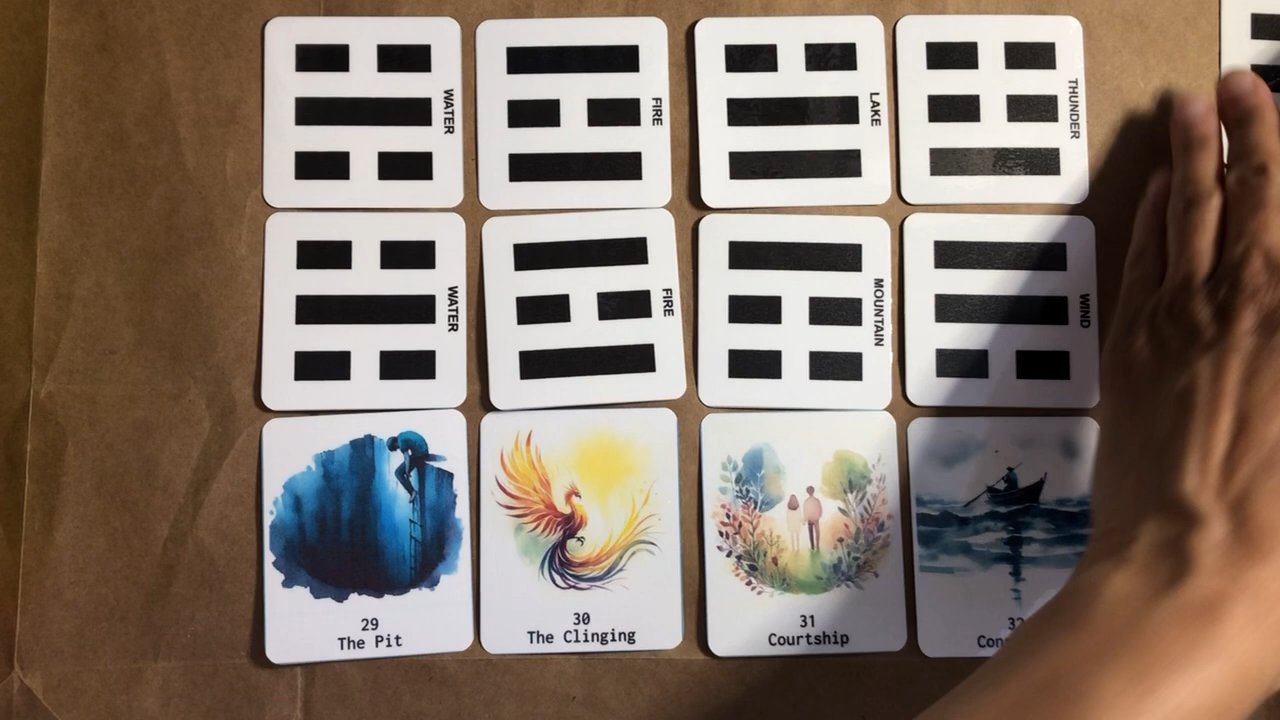 WATER
FIRE
LAKE
THUNDER
WATER
FIRE
MOUNTAIN
WIND
29
The Pit
30
The Clinging
31
Courtship